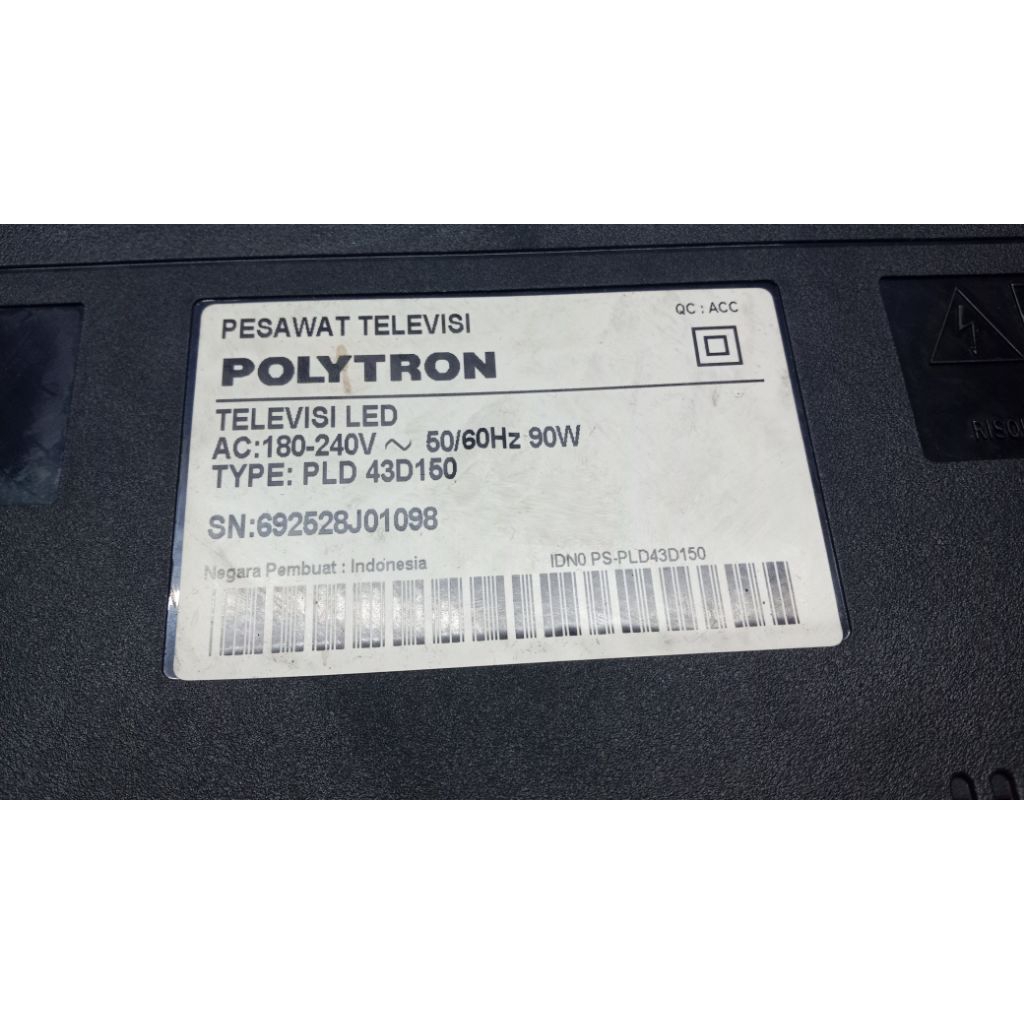 PESAWAT TELEVISI
QC : ACC
POLYTRON
TELEVISI LED
AC:180-240V ~ 50/60Hz 90W
TYPE: PLD 43D150
SN:692528J01098
Negara Pembuat : Indonesia
IDN0 PS-PLD43D150